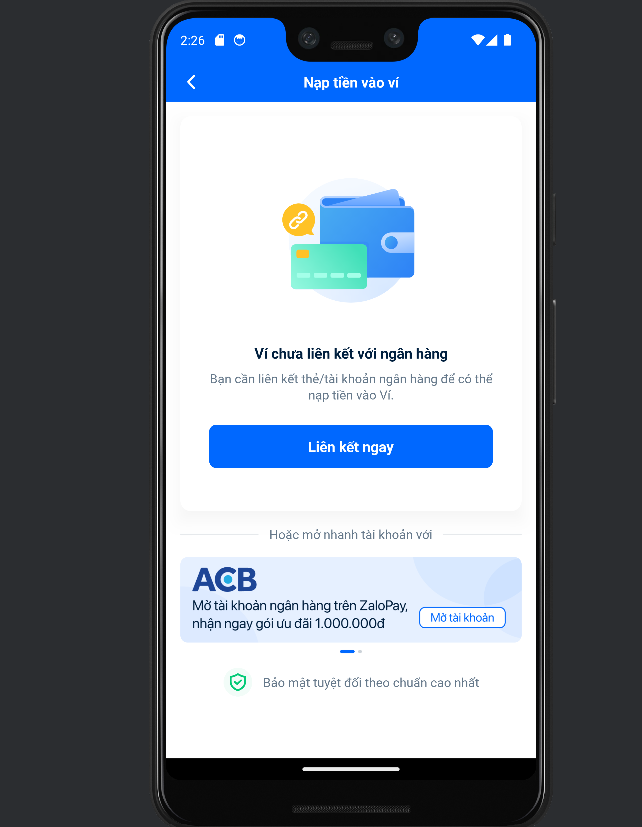 2:26
Nạp tiền vào ví
Ví chưa liên kết với ngân hàng
Bạn cần liên kết thẻ/tài khoản ngân hàng để có thể
nạp tiền vào Ví.
Liên kết ngay
Hoặc mở nhanh tài khoản với
ACB
Mở tài khoản ngân hàng trên ZaloPay,
nhận ngay gói ưu đãi 1.000.000đ
Mở tài khoản
Bảo mật tuyệt đối theo chuẩn cao nhất